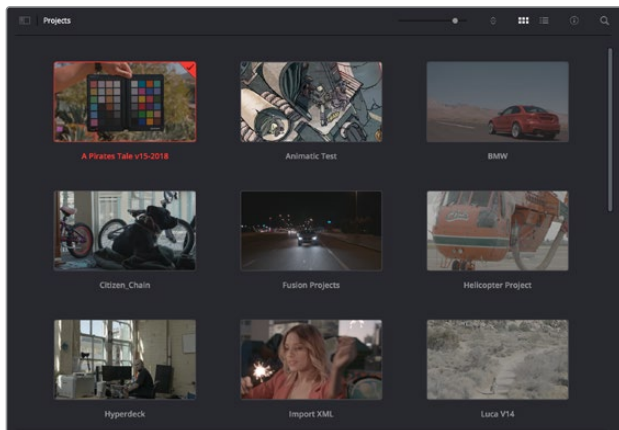 Projects
A Pirates Tale v15-2018
Animatic Test
BMW
Citizen_Chain
Fusion Projects
Helicopter Project
Hyperdeck
Import XML
Luca V14